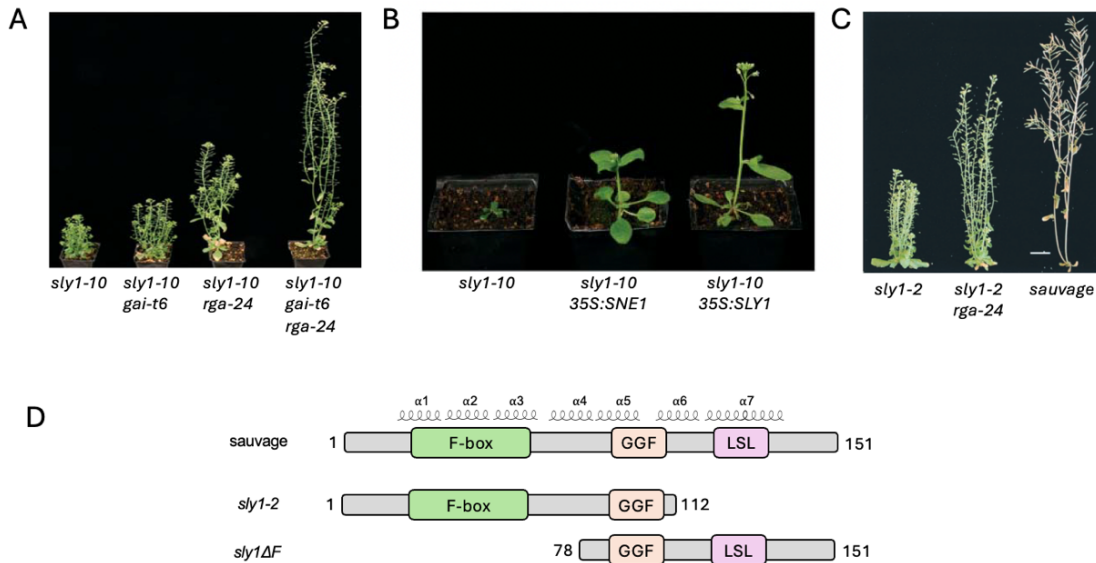 A
B
C
sly1-10
sly1-10
gai-t6
sly1-10
rga-24
sly1-10
gai-t6
rga-24
sly1-10
sly1-10
35S:SNE1
sly1-10
35S:SLY1
sly1-2
sly1-2
rga-24
sauvage
D
α1 α2 α3 α4 α5 α6 α7
sauvage 1 F-box GGF LSL 151
sly1-2 1 F-box GGF 112
sly1ΔF 78 GGF LSL 151